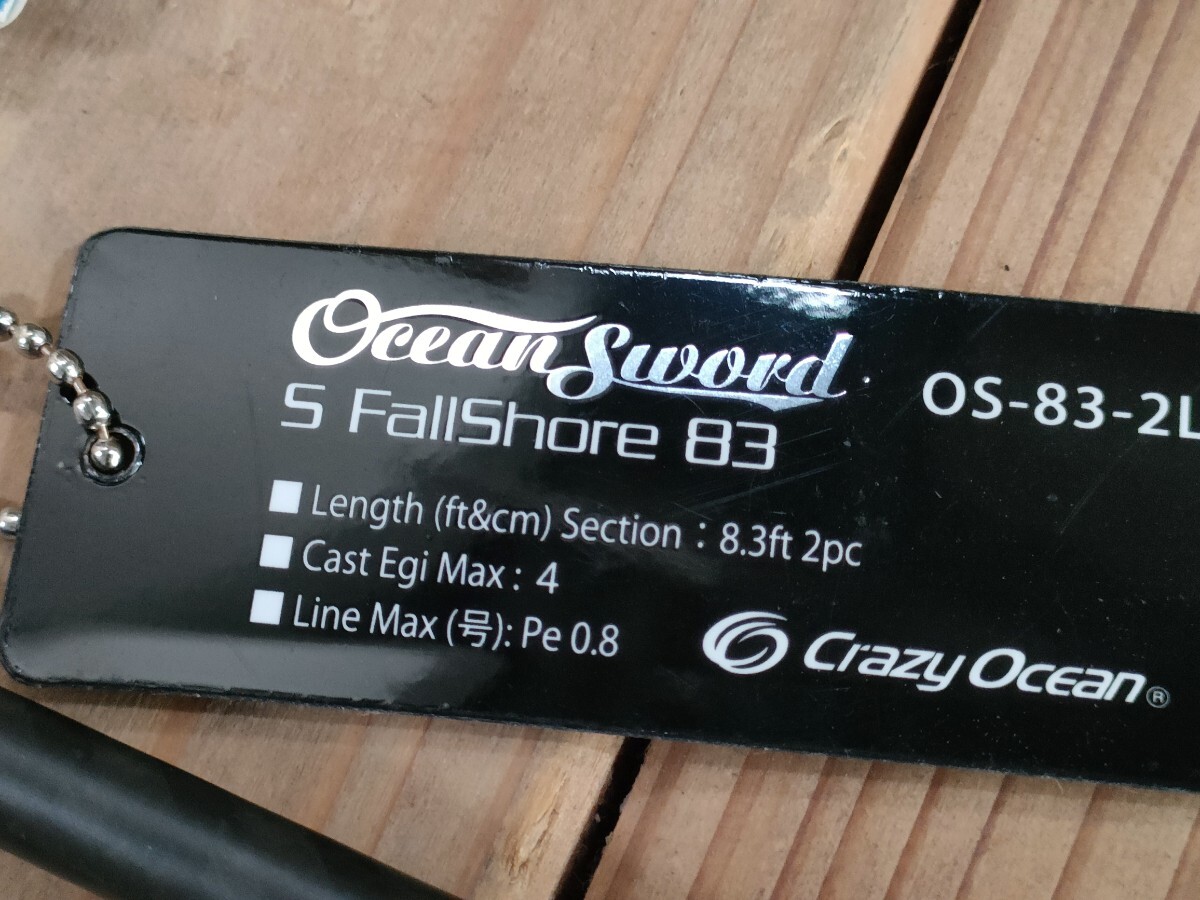 Ocean Sword
S FallShore 83
OS-83-2L
■ Length (ft&cm) Section : 8.3ft 2pc
■ Cast Egi Max : 4
■ Line Max (号): Pe 0.8
Crazy Ocean®